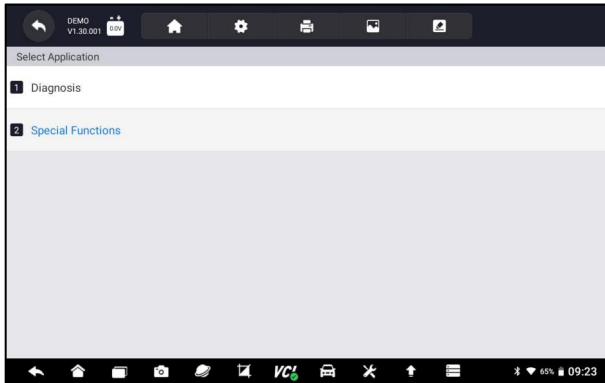 DEMO
V1.30.001
0.0V
Select Application
1 Diagnosis
2 Special Functions
VCI
65% 09:23